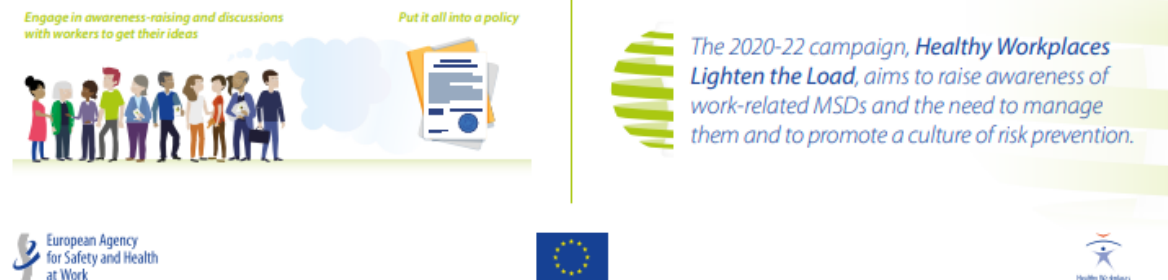 Engage in awareness-raising and discussions
with workers to get their ideas
Put it all into a policy
The 2020-22 campaign, Healthy Workplaces
Lighten the Load, aims to raise awareness of
work-related MSDs and the need to manage
them and to promote a culture of risk prevention.
European Agency
for Safety and Health
at Work
Healthy Workplaces